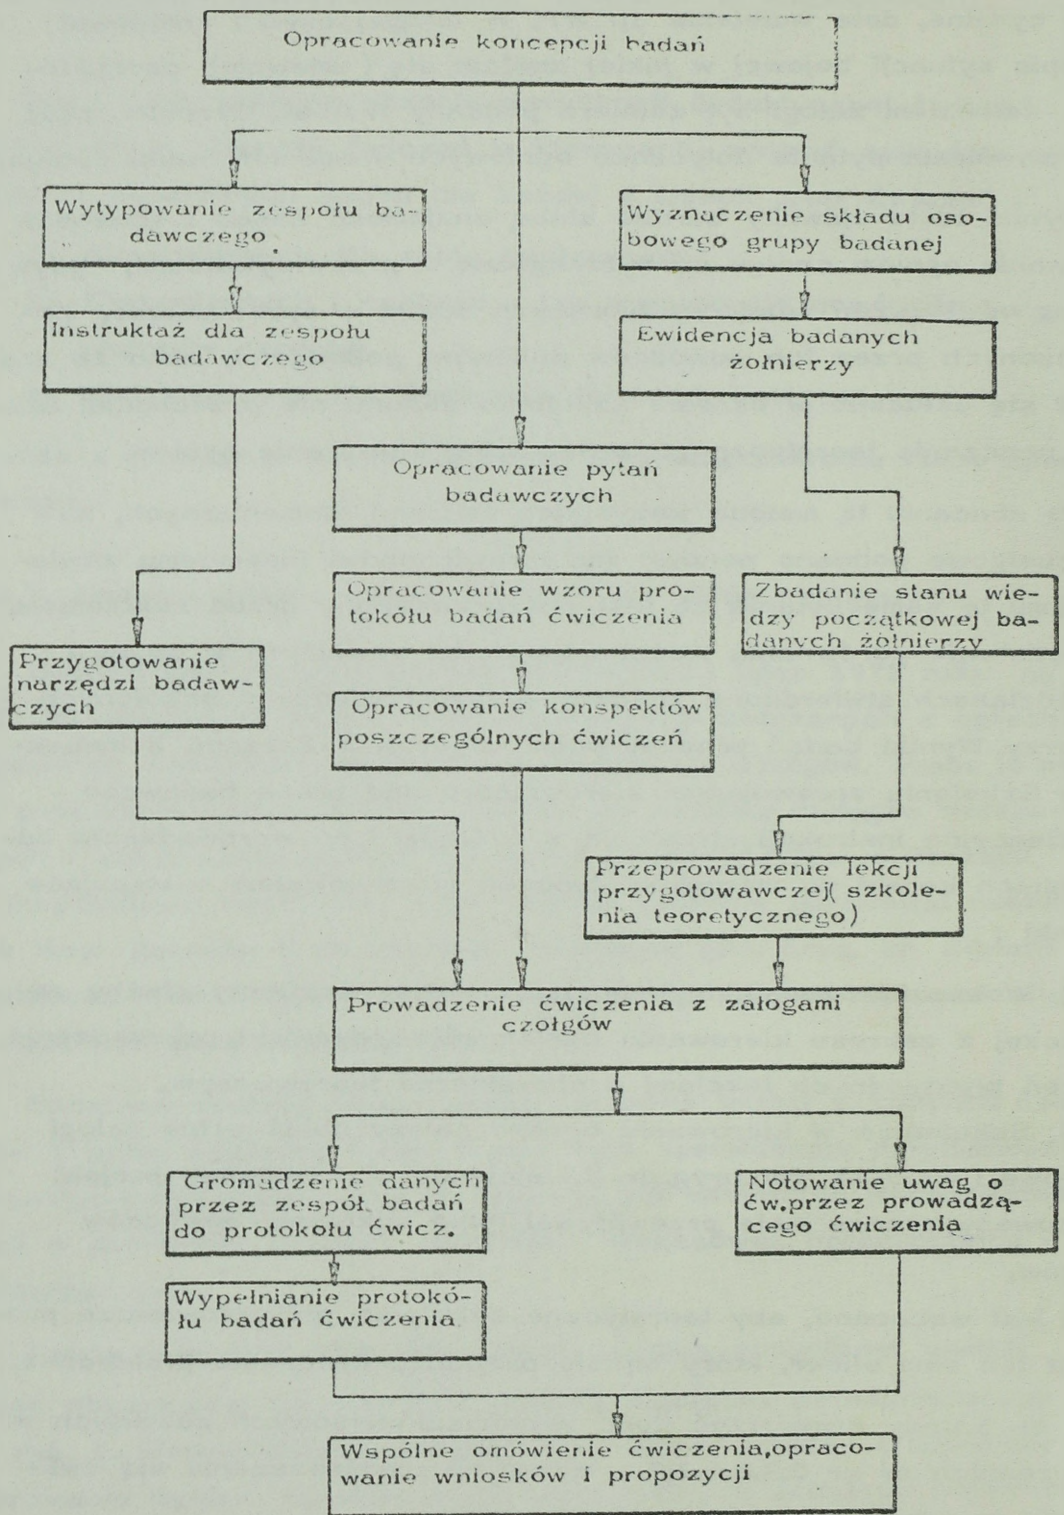 Opracowanie koncepcji badań
Wytypowanie zespołu ba-
dawczego
Wyznaczenie składu oso-
bowego grupy badanej
Instruktaż dla zespołu
badawczego
Ewidencja badanych
żołnierzy
Opracowanie pytań
badawczych
Opracowanie wzoru pro-
tokółu badań ćwiczenia
Zbadanie stanu wie-
dzy początkowej ba-
danych żołnierzy
Przygotowanie
narzędzi badaw-
czych
Opracowanie konspektów
poszczególnych ćwiczeń
Przeprowadzenie lekcji
przygotowawczej( szkole-
nia teoretycznego)
Prowadzenie ćwiczenia z załogami
czołgów
Gromadzenie danych
przez zespół badań
do protokołu ćwicz.
Notowanie uwag o
ćw.przez prowadzą-
cego ćwiczenia
Wypełnianie protokó-
łu badań ćwiczenia
Wspólne omówienie ćwiczenia,opraco-
wanie wniosków i propozycji